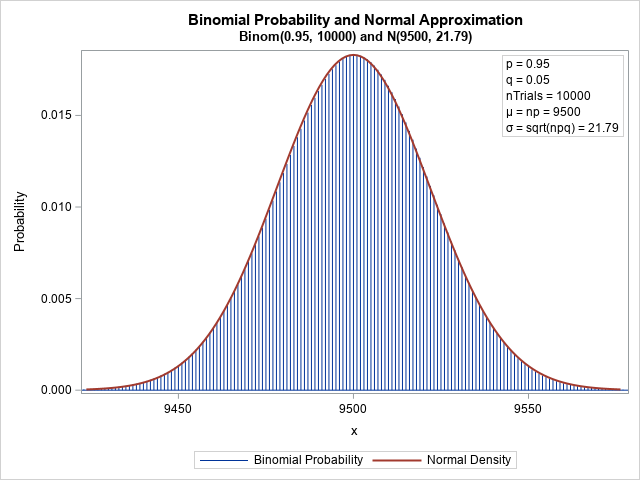 Binomial Probability and Normal Approximation
Binom(0.95, 10000) and N(9500, 21.79)
p = 0.95
q = 0.05
nTrials = 10000
μ = np = 9500
σ = sqrt(npq) = 21.79
Probability
0.015
0.010
0.005
0.000
9450 9500 9550
x
Binomial Probability Normal Density